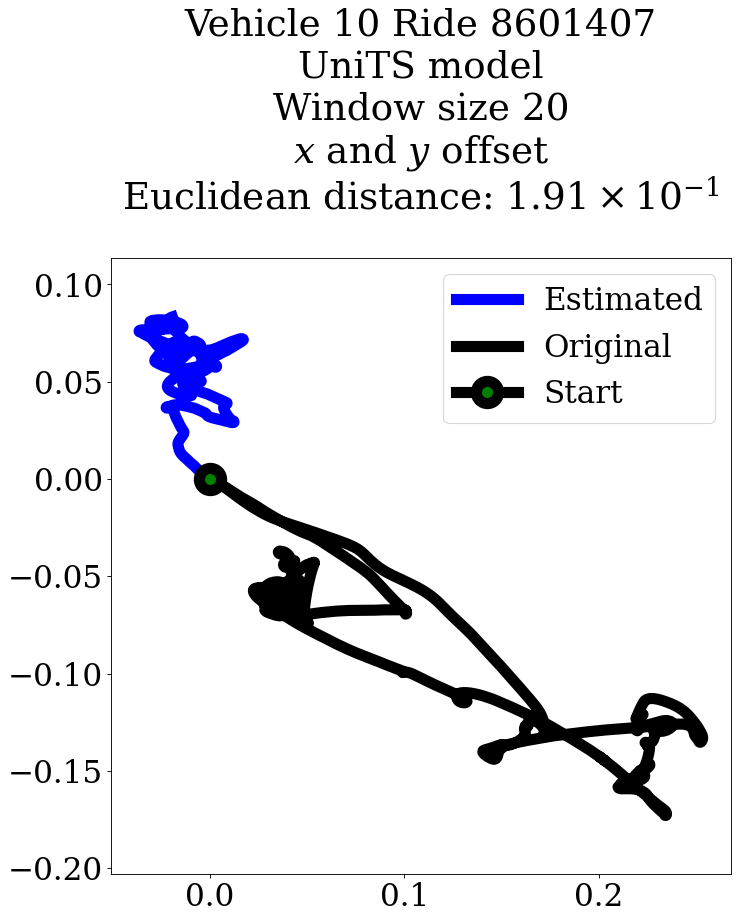 Vehicle 10 Ride 8601407
UniTS model
Window size 20
x and y offset
Euclidean distance: 1.91 × 10⁻¹
Estimated
Original
Start
0.10
0.05
0.00
−0.05
−0.10
−0.15
−0.20
0.0 0.1 0.2